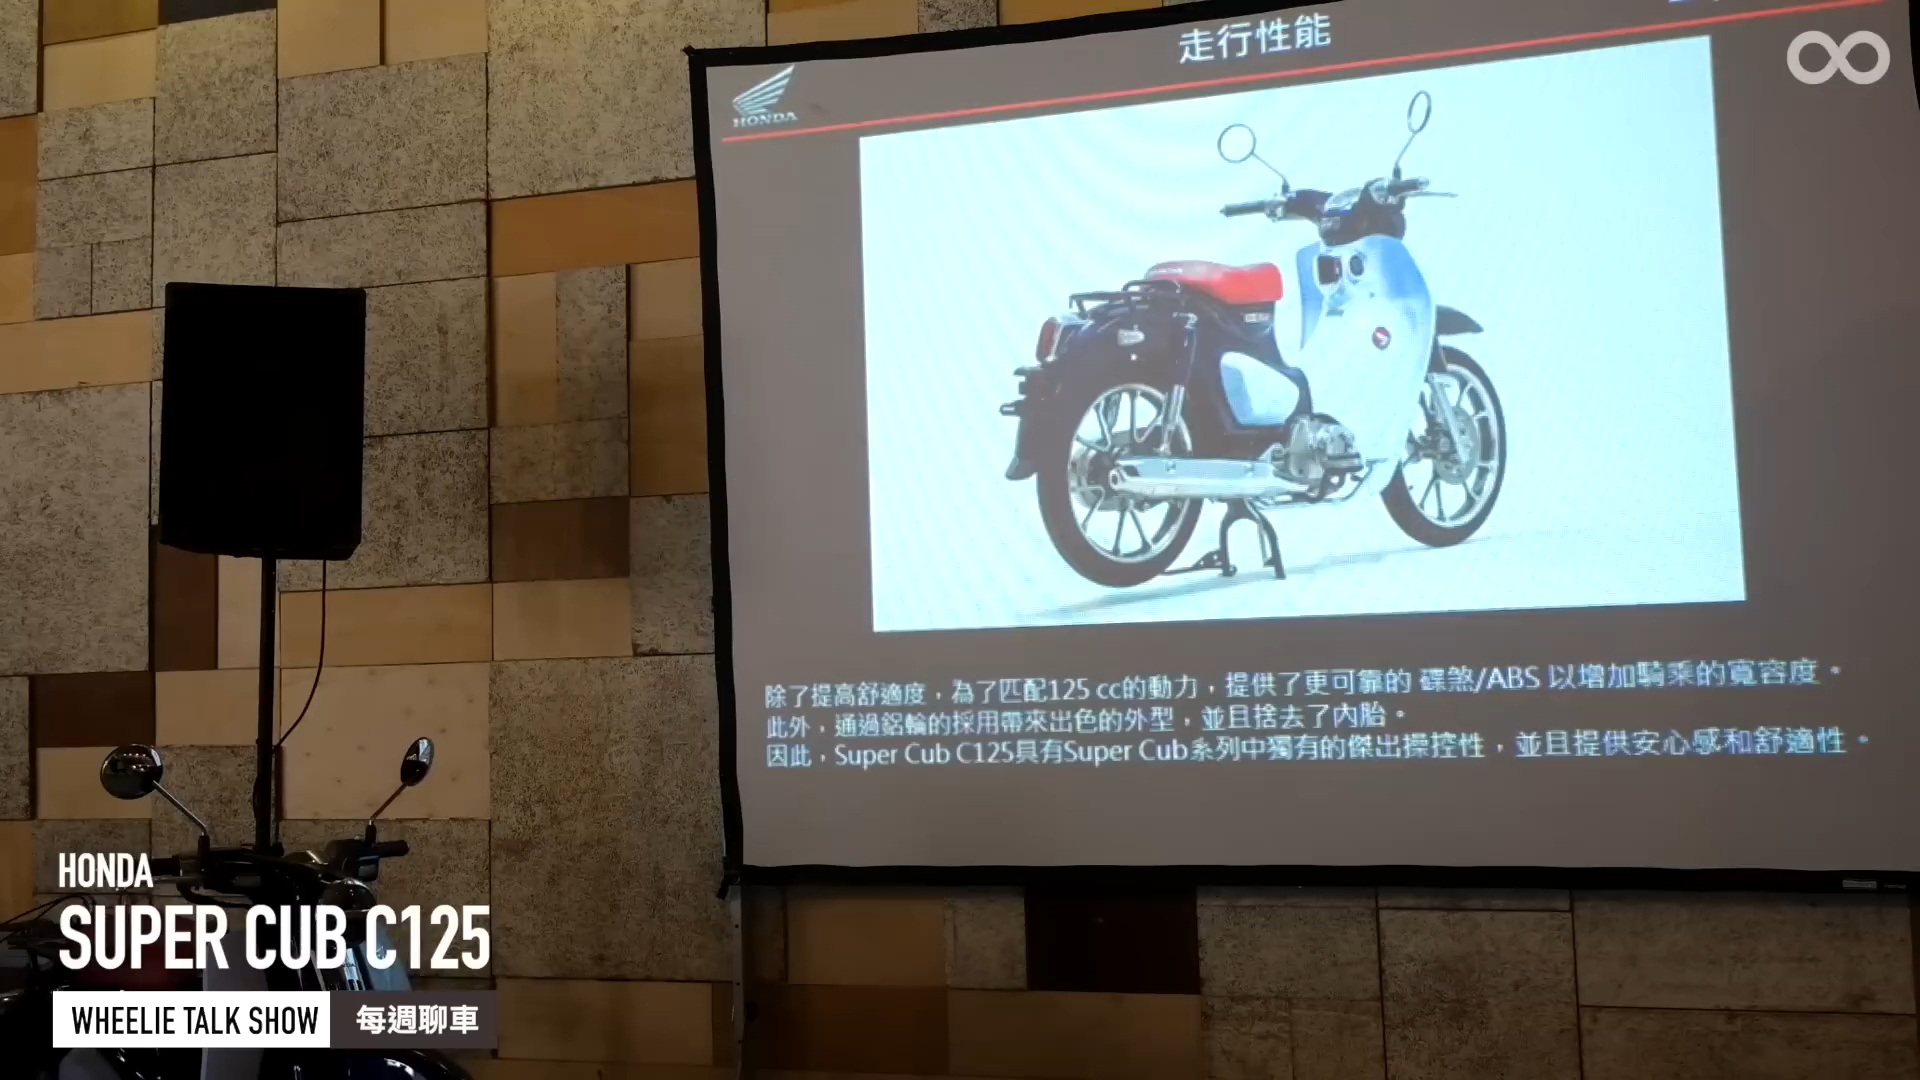 走行性能
HONDA
除了提高舒適度，為了匹配125 cc的動力，提供了更可靠的 碟煞/ABS 以增加騎乘的寬容度。
此外，通過鋁輪的採用帶來出色的外型，並且捨去了內胎。
因此，Super Cub C125具有Super Cub系列中獨有的傑出操控性，並且提供安心感和舒適性。
HONDA
SUPER CUB C125
WHEELIE TALK SHOW 每週聊車